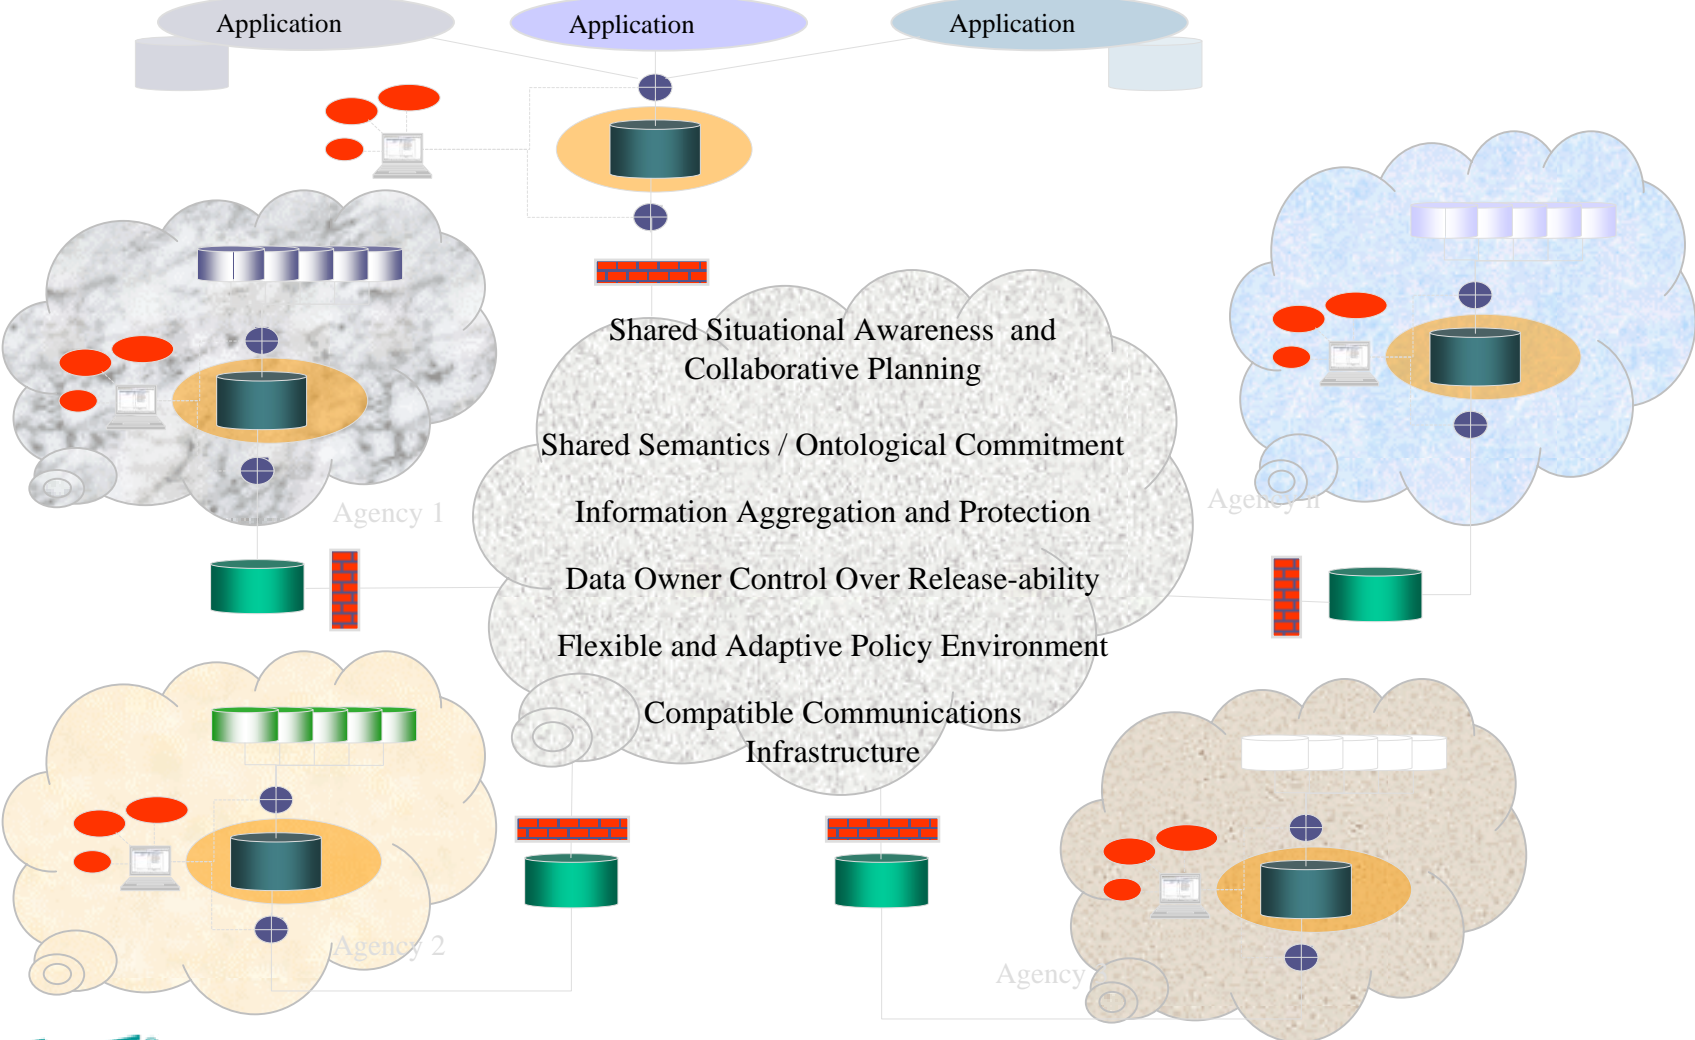 Application
Application
Application
Shared Situational Awareness and
Collaborative Planning
Shared Semantics / Ontological Commitment
Agency 1
Information Aggregation and Protection
Agency n
Data Owner Control Over Release-ability
Flexible and Adaptive Policy Environment
Compatible Communications
Infrastructure
Agency 2
Agency